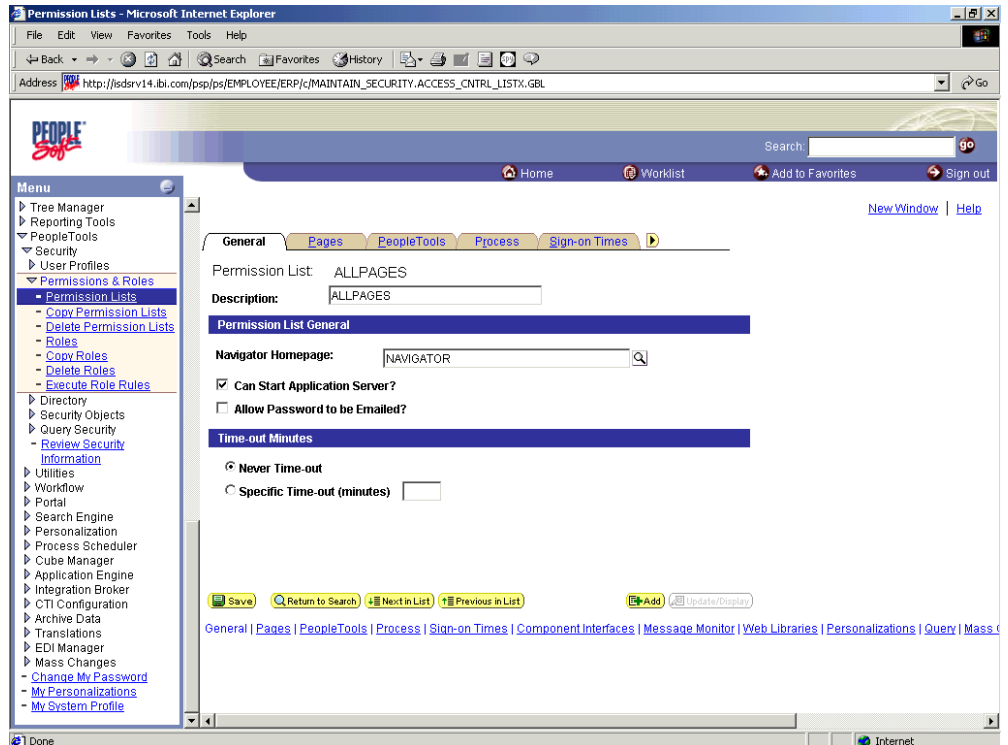 Permission Lists - Microsoft Internet Explorer
File Edit View Favorites Tools Help
Back Search Favorites History
Address http://isdsrv14.ibi.com/psp/ps/EMPLOYEE/ERP/c/MAINTAIN_SECURITY.ACCESS_CNTRL_LISTX.GBL Go
PEOPLE Soft
Search: go
Home Worklist Add to Favorites Sign out
Menu
Tree Manager
Reporting Tools
PeopleTools
Security
User Profiles
Permissions & Roles
- Permission Lists
- Copy Permission Lists
- Delete Permission Lists
- Roles
- Copy Roles
- Delete Roles
- Execute Role Rules
Directory
Security Objects
Query Security
- Review Security
Information
Utilities
Workflow
Portal
Search Engine
Personalization
Process Scheduler
Cube Manager
Application Engine
Integration Broker
CTI Configuration
Archive Data
Translations
EDI Manager
Mass Changes
- Change My Password
- My Personalizations
- My System Profile
New Window | Help
General Pages PeopleTools Process Sign-on Times
Permission List: ALLPAGES
Description: ALLPAGES
Permission List General
Navigator Homepage: NAVIGATOR
Can Start Application Server?
Allow Password to be Emailed?
Time-out Minutes
Never Time-out
Specific Time-out (minutes)
Save Return to Search Next in List Previous in List Add Update/Display
General | Pages | PeopleTools | Process | Sign-on Times | Component Interfaces | Message Monitor | Web Libraries | Personalizations | Query | Mass
Done Internet